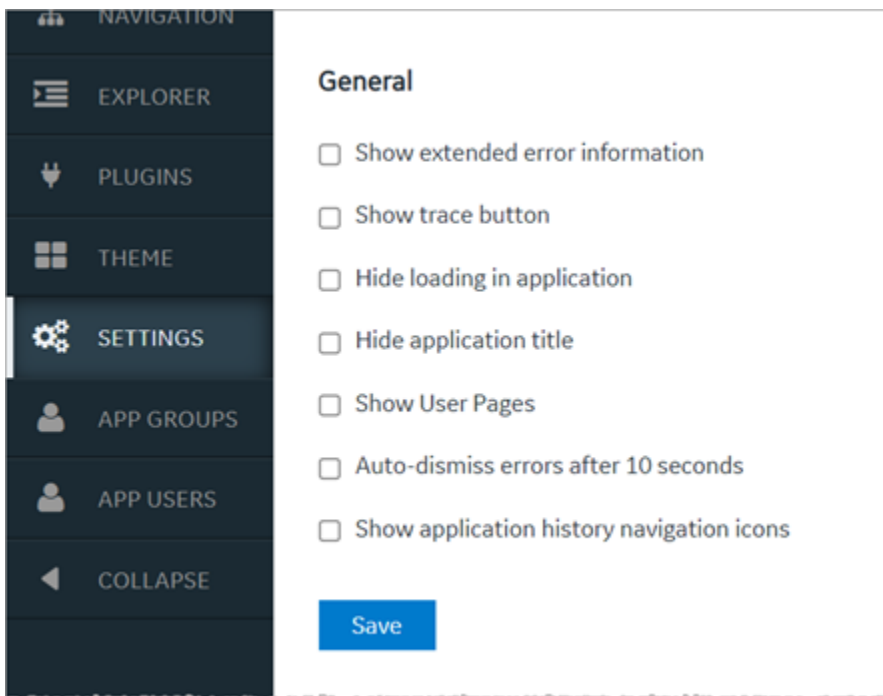 NAVIGATION
EXPLORER
PLUGINS
THEME
SETTINGS
APP GROUPS
APP USERS
COLLAPSE
General
Show extended error information
Show trace button
Hide loading in application
Hide application title
Show User Pages
Auto-dismiss errors after 10 seconds
Show application history navigation icons
Save